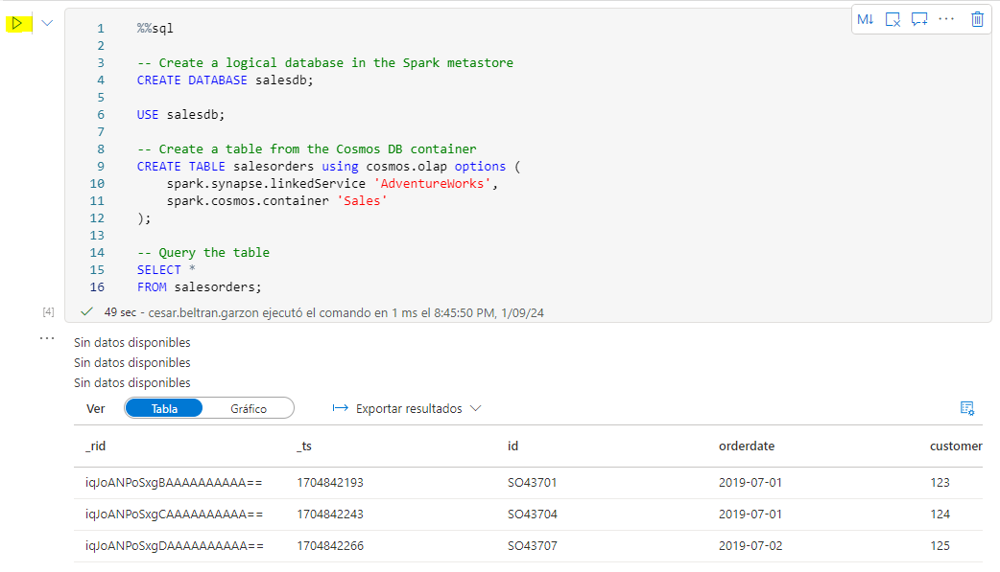 M↓
1 %%sql
2
3 -- Create a logical database in the Spark metastore
4 CREATE DATABASE salesdb;
5
6 USE salesdb;
7
8 -- Create a table from the Cosmos DB container
9 CREATE TABLE salesorders using cosmos.olap options (
10 spark.synapse.linkedService 'AdventureWorks',
11 spark.cosmos.container 'Sales'
12 );
13
14 -- Query the table
15 SELECT *
16 FROM salesorders;
[4] 49 sec - cesar.beltran.garzon ejecutó el comando en 1 ms el 8:45:50 PM, 1/09/24
Sin datos disponibles
Sin datos disponibles
Sin datos disponibles
Ver Tabla Gráfico Exportar resultados
_rid _ts id orderdate customer
iqJoANPoSxgBAAAAAAAAAA== 1704842193 SO43701 2019-07-01 123
iqJoANPoSxgCAAAAAAAAAA== 1704842243 SO43704 2019-07-01 124
iqJoANPoSxgDAAAAAAAAAA== 1704842266 SO43707 2019-07-02 125